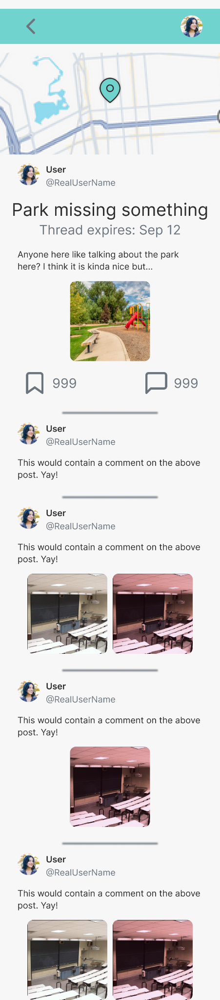 User
@RealUserName
Park missing something
Thread expires: Sep 12
Anyone here like talking about the park
here? I think it is kinda nice but...
999
999
User
@RealUserName
This would contain a comment on the above
post. Yay!
User
@RealUserName
This would contain a comment on the above
post. Yay!
User
@RealUserName
This would contain a comment on the above
post. Yay!
User
@RealUserName
This would contain a comment on the above
post. Yay!